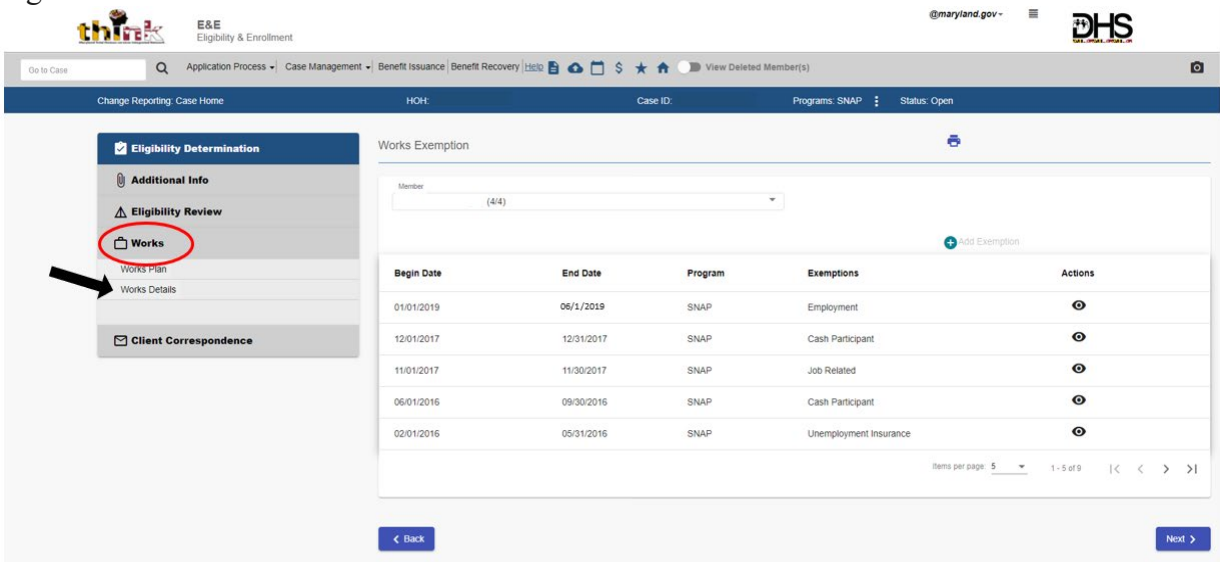 think
E&E
Eligibility & Enrollment
@maryland.gov
DHS
Go to Case
Application Process
Case Management
Benefit Issuance
Benefit Recovery
Help
$
View Deleted Member(s)
Change Reporting: Case Home
HOH:
Case ID:
Programs: SNAP
Status: Open
Eligibility Determination
Additional Info
Eligibility Review
Works
Works Plan
Works Details
Client Correspondence
Works Exemption
Member
(4/4)
Add Exemption
Begin Date End Date Program Exemptions Actions
01/01/2019 06/1/2019 SNAP Employment
12/01/2017 12/31/2017 SNAP Cash Participant
11/01/2017 11/30/2017 SNAP Job Related
06/01/2016 09/30/2016 SNAP Cash Participant
02/01/2016 05/31/2016 SNAP Unemployment Insurance
Items per page: 5 1 - 5 of 9
Back
Next